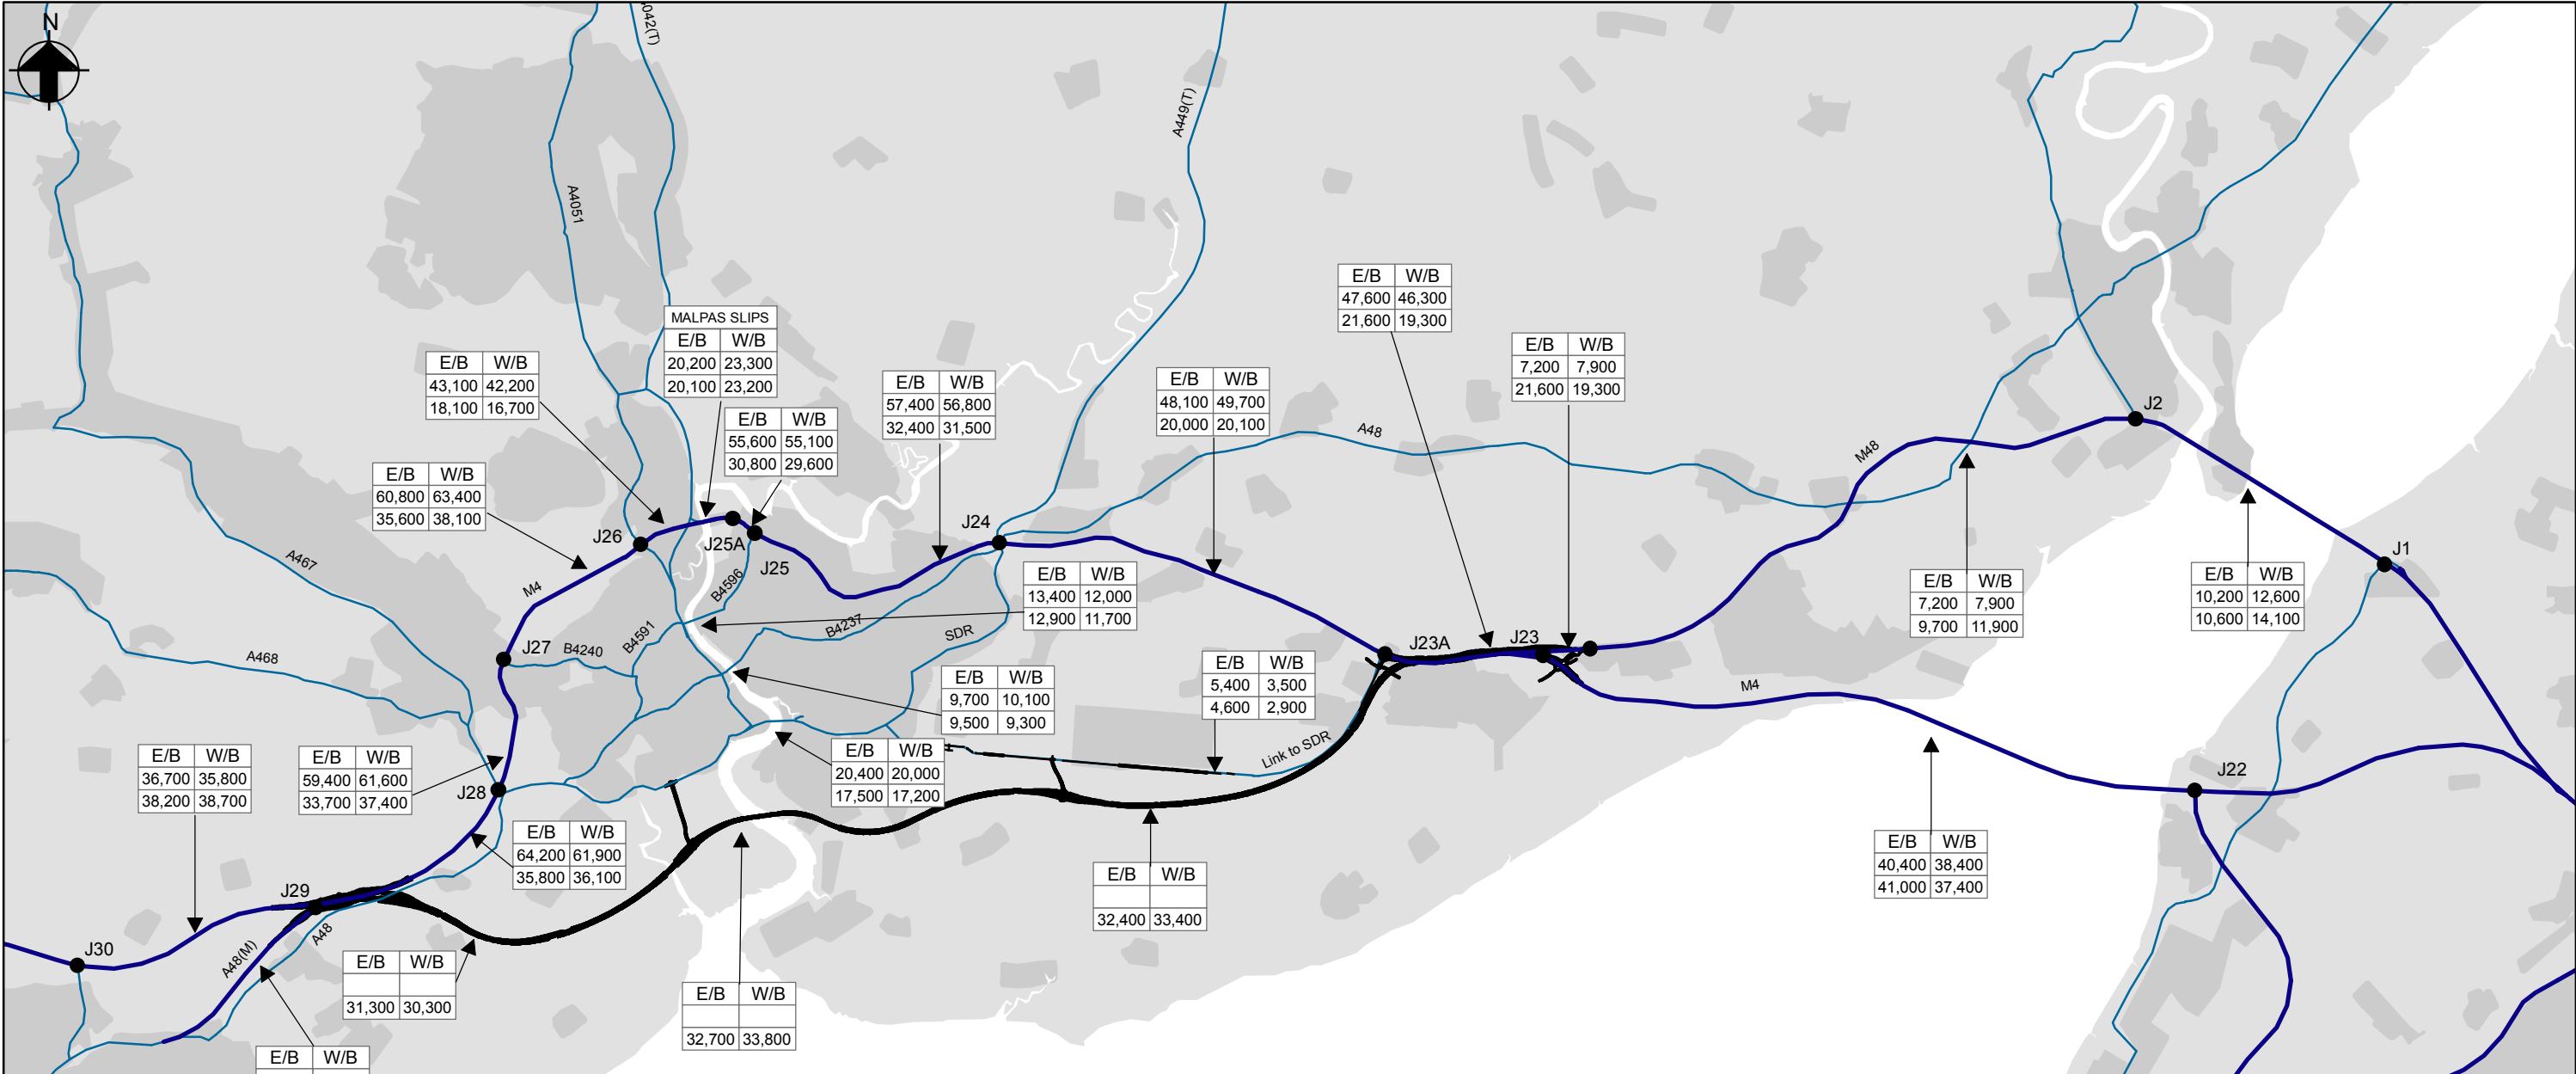 N
042(T)
A4051
A449(T)
E/B W/B
47,600 46,300
21,600 19,300
MALPAS SLIPS
E/B W/B
20,200 23,300
20,100 23,200
E/B W/B
7,200 7,900
21,600 19,300
E/B W/B
43,100 42,200
18,100 16,700
E/B W/B
57,400 56,800
32,400 31,500
E/B W/B
48,100 49,700
20,000 20,100
E/B W/B
55,600 55,100
30,800 29,600
A48
J2
M48
E/B W/B
60,800 63,400
35,600 38,100
J26
J25A
J24
J25
J1
A467
M4
B4596
E/B W/B
13,400 12,000
12,900 11,700
E/B W/B
7,200 7,900
9,700 11,900
E/B W/B
10,200 12,600
10,600 14,100
J27
B4240
B4591
B4237
SDR
J23A
J23
A468
E/B W/B
9,700 10,100
9,500 9,300
E/B W/B
5,400 3,500
4,600 2,900
M4
E/B W/B
36,700 35,800
38,200 38,700
E/B W/B
59,400 61,600
33,700 37,400
J28
E/B W/B
20,400 20,000
17,500 17,200
Link to SDR
J22
E/B W/B
64,200 61,900
35,800 36,100
E/B W/B
40,400 38,400
41,000 37,400
J29
E/B W/B
32,400 33,400
J30
A48(M)
A48
E/B W/B
31,300 30,300
E/B W/B
32,700 33,800
E/B W/B